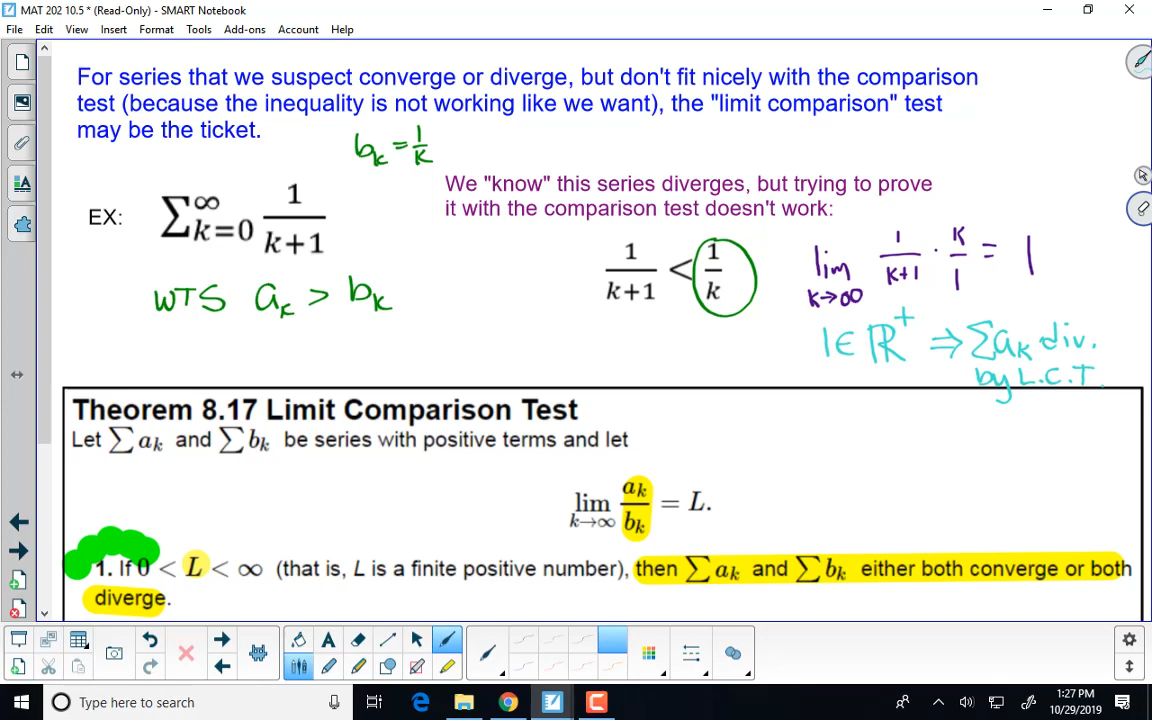 MAT 202 10.5 * (Read-Only) - SMART Notebook
File Edit View Insert Format Tools Add-ons Account Help
For series that we suspect converge or diverge, but don't fit nicely with the comparison
test (because the inequality is not working like we want), the "limit comparison" test
may be the ticket.
b_k = 1/k
We "know" this series diverges, but trying to prove
it with the comparison test doesn't work:
EX: ∑_{k=0}^{∞} 1/(k+1)
1/(k+1) < 1/k
lim_{k→∞} 1/(k+1) · k/1 = 1
WTS a_k > b_k
1 ∈ ℝ^+ ⇒ ∑a_k div.
by L.C.T.
Theorem 8.17 Limit Comparison Test
Let ∑ a_k and ∑ b_k be series with positive terms and let
lim_{k→∞} a_k/b_k = L.
1. If 0 < L < ∞ (that is, L is a finite positive number), then ∑ a_k and ∑ b_k either both converge or both
diverge.
Type here to search
1:27 PM
10/29/2019